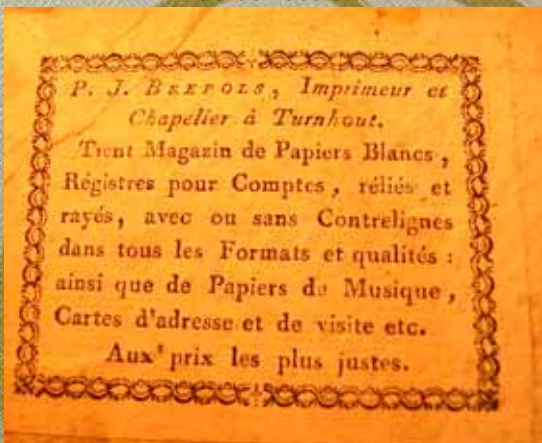 P. J. BREPOLS, Imprimeur et
Chapelier à Turnhout.
Tient Magazin de Papiers Blancs,
Régistres pour Comptes, réliés et
rayés, avec ou sans Contrelignes
dans tous les Formats et qualités :
ainsi que de Papiers de Musique,
Cartes d'adresse et de visite etc.
Aux prix les plus justes.